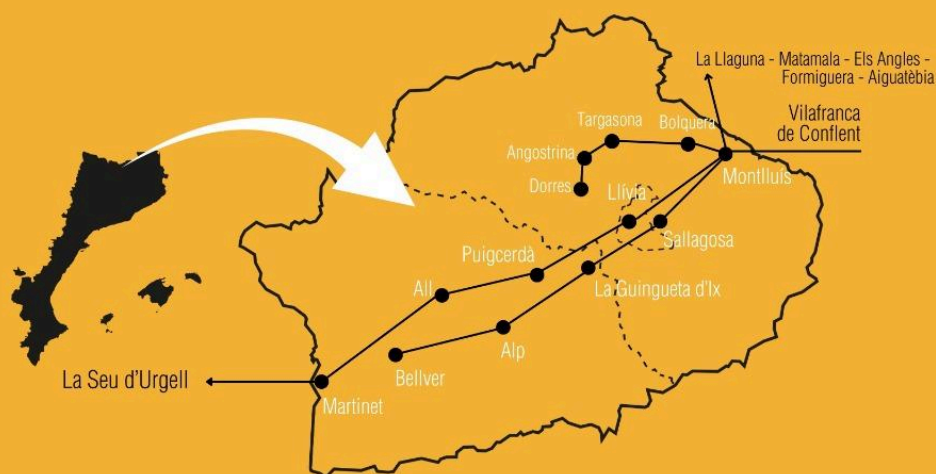 La Llaguna - Matamala - Els Angles -
Formiguera - Aiguatèbia
Vilafranca
de Conflent
Targasona
Bolquera
Angostrina
Montlluís
Dorres
Llívia
Sallagosa
Puigcerdà
La Guingueta d'Ix
All
Alp
Bellver
La Seu d'Urgell
Martinet